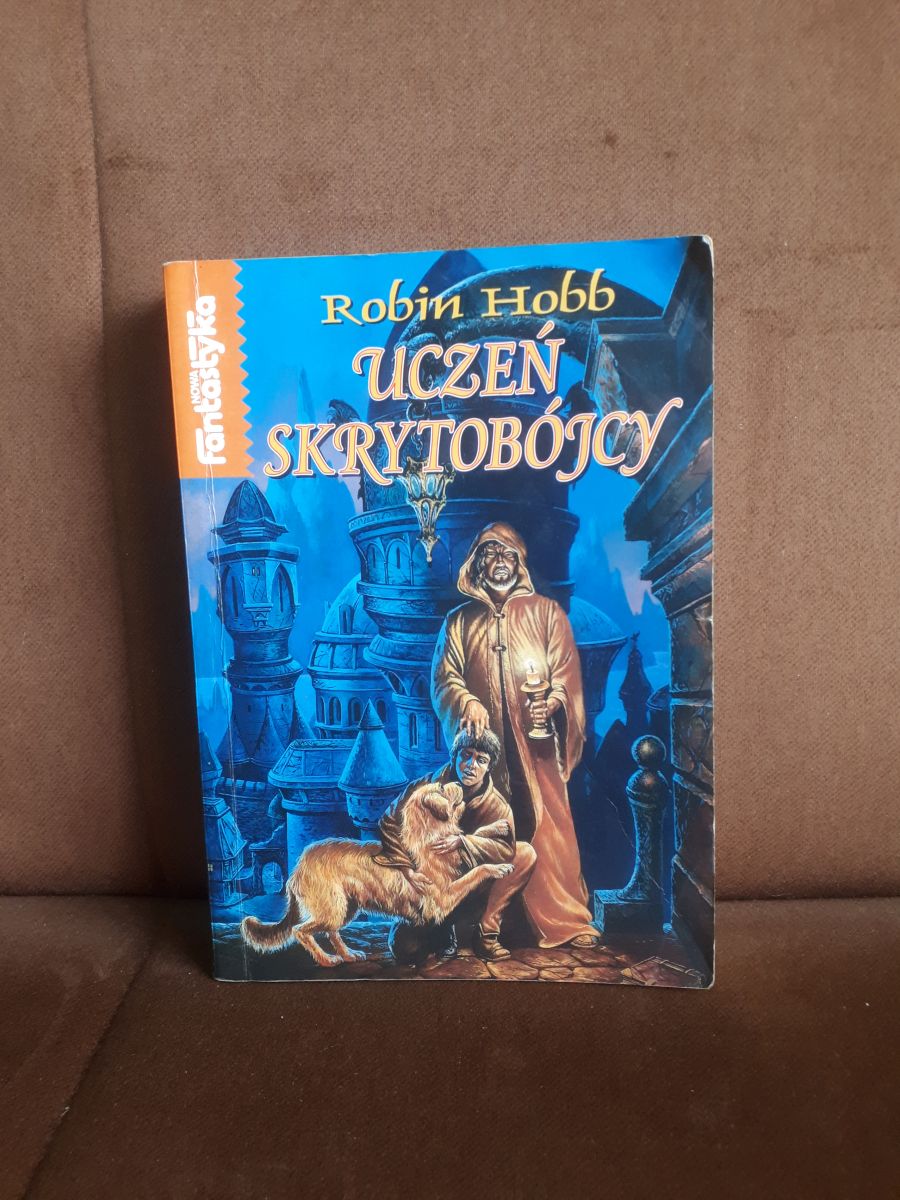 Robin Hobb
UCZEŃ
SKRYTOBÓJCY
NOWA
Fantastyka